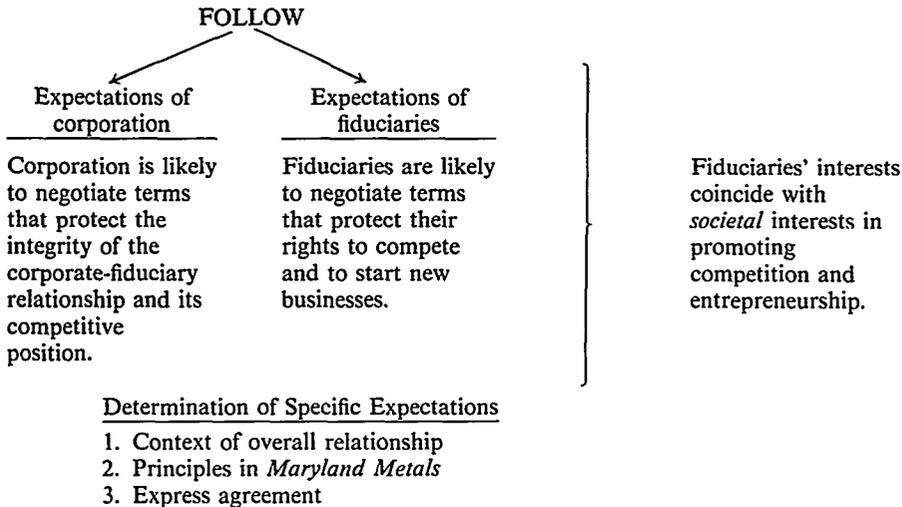 FOLLOW
Expectations of
corporation
Corporation is likely
to negotiate terms
that protect the
integrity of the
corporate-fiduciary
relationship and its
competitive
position.
Expectations of
fiduciaries
Fiduciaries are likely
to negotiate terms
that protect their
rights to compete
and to start new
businesses.
Fiduciaries' interests
coincide with
societal interests in
promoting
competition and
entrepreneurship.
Determination of Specific Expectations
1. Context of overall relationship
2. Principles in Maryland Metals
3. Express agreement